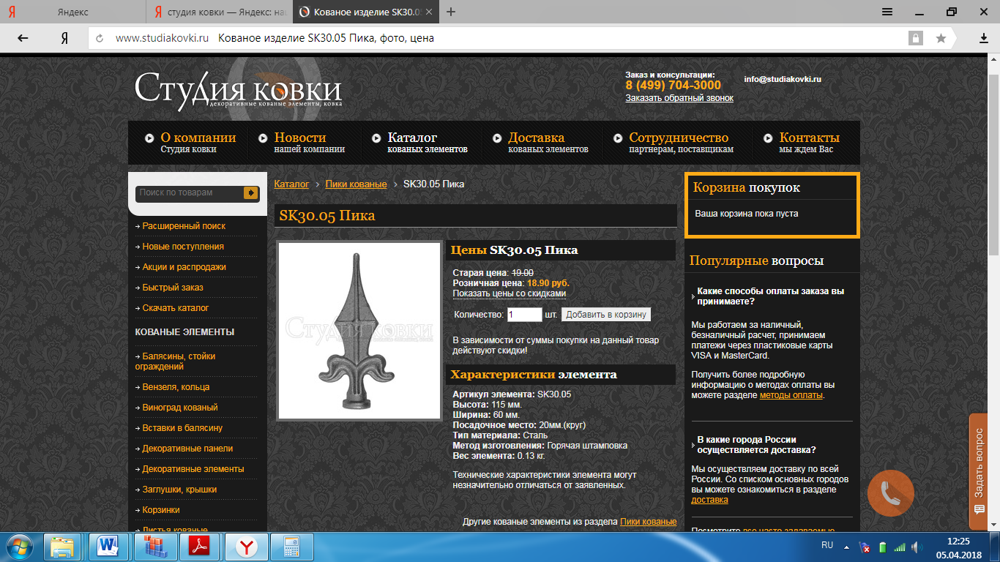 Яндекс
студия ковки — Яндекс: на
Кованое изделие SK30.05
www.studiakovki.ru Кованое изделие SK30.05 Пика, фото, цена
Студия ковки
декоративные кованые элементы, ковка
Заказ и консультации:
8 (499) 704-3000
Заказать обратный звонок
info@studiakovki.ru
О компании
Студия ковки
Новости
нашей компании
Каталог
кованых элементов
Доставка
кованых элементов
Сотрудничество
партнерам, поставщикам
Контакты
мы ждем Вас
Поиск по товарам
Расширенный поиск
Новые поступления
Акции и распродажи
Быстрый заказ
Скачать каталог
КОВАНЫЕ ЭЛЕМЕНТЫ
Балясины, стойки
ограждений
Вензеля, кольца
Виноград кованый
Вставки в балясину
Декоративные панели
Декоративные элементы
Заглушки, крышки
Корзинки
Листья кованые
Каталог > Пики кованые > SK30.05 Пика
SK30.05 Пика
Студия ковки
Цены SK30.05 Пика
Старая цена: 19.00
Розничная цена: 18.90 руб.
Показать цены со скидками
Количество: 1 шт. Добавить в корзину
В зависимости от суммы покупки на данный товар
действуют скидки!
Характеристики элемента
Артикул элемента: SK30.05
Высота: 115 мм.
Ширина: 60 мм.
Посадочное место: 20мм.(круг)
Тип материала: Сталь
Метод изготовления: Горячая штамповка
Вес элемента: 0.13 кг.
Технические характеристики элемента могут
незначительно отличаться от заявленных.
Другие кованые элементы из раздела Пики кованые
Корзина покупок
Ваша корзина пока пуста
Популярные вопросы
Какие способы оплаты заказа вы
принимаете?
Мы работаем за наличный,
безналичный расчет, принимаем
платежи через пластиковые карты
VISA и MasterCard.
Получить более подробную
информацию о методах оплаты вы
можете разделе методы оплаты.
В какие города России
осуществляется доставка?
Мы осуществляем доставку по всей
России. Со списком основных городов
вы можете ознакомиться в разделе
доставка
Посмотрите все часто задаваемые
Задать вопрос
RU
12:25
05.04.2018